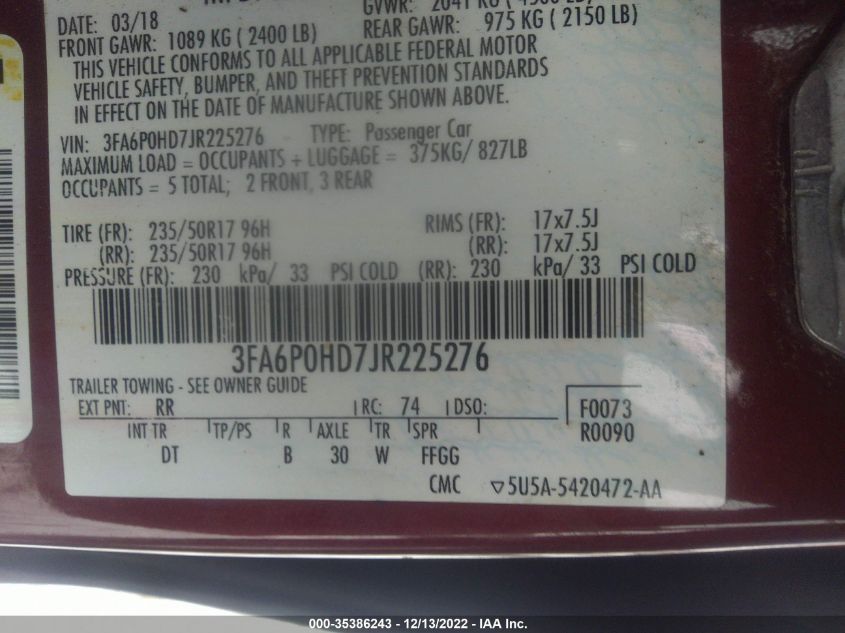 DATE: 03/18
GVWR: 2041 KG
FRONT GAWR: 1089 KG ( 2400 LB) REAR GAWR: 975 KG ( 2150 LB)
THIS VEHICLE CONFORMS TO ALL APPLICABLE FEDERAL MOTOR
VEHICLE SAFETY, BUMPER, AND THEFT PREVENTION STANDARDS
IN EFFECT ON THE DATE OF MANUFACTURE SHOWN ABOVE.
VIN: 3FA6P0HD7JR225276 TYPE: Passenger Car
MAXIMUM LOAD = OCCUPANTS + LUGGAGE = 375KG/ 827LB
OCCUPANTS = 5 TOTAL; 2 FRONT, 3 REAR
TIRE (FR): 235/50R17 96H RIMS (FR): 17x7.5J
(RR): 235/50R17 96H (RR): 17x7.5J
PRESSURE (FR): 230 kPa/ 33 PSI COLD (RR): 230 kPa/ 33 PSI COLD
3FA6P0HD7JR225276
TRAILER TOWING - SEE OWNER GUIDE
EXT PNT: RR RC: 74 DSO: F0073
INT TR TP/PS R AXLE TR SPR R0090
DT B 30 W FFGG
CMC ▽5U5A-5420472-AA
000-35386243 - 12/13/2022 - IAA Inc.